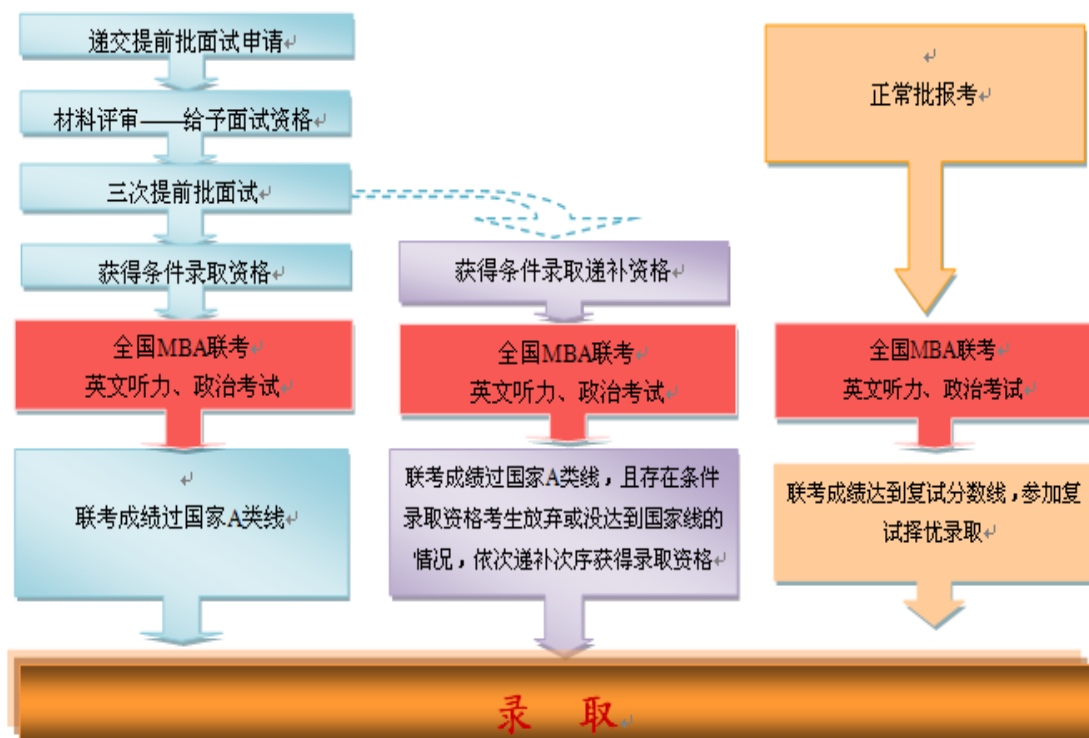 递交提前批面试申请
材料评审——给予面试资格
三次提前批面试
获得条件录取资格
全国MBA联考
英文听力、政治考试
联考成绩过国家A类线
获得条件录取递补资格
全国MBA联考
英文听力、政治考试
联考成绩过国家A类线，且存在条件
录取资格考生放弃或没达到国家线的
情况，依次递补次序获得录取资格
正常批报考
全国MBA联考
英文听力、政治考试
联考成绩达到复试分数线，参加复
试择优录取
录 取